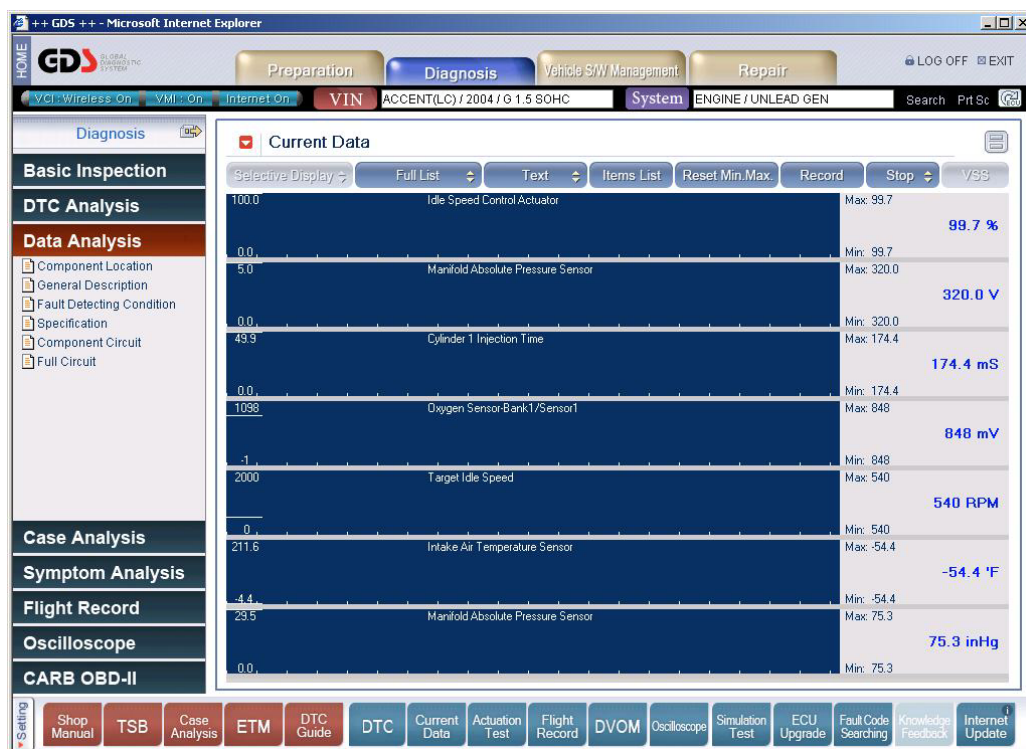 ++ GDS ++ - Microsoft Internet Explorer
HOME
GDS GLOBAL DIAGNOSTIC SYSTEM
Preparation Diagnosis Vehicle S/W Management Repair LOG OFF EXIT
VCI : Wireless On VMI : On Internet On VIN ACCENT(LC) / 2004 / G 1.5 SOHC System ENGINE / UNLEAD GEN Search Prt Sc
Diagnosis
Basic Inspection
DTC Analysis
Data Analysis
Component Location
General Description
Fault Detecting Condition
Specification
Component Circuit
Full Circuit
Case Analysis
Symptom Analysis
Flight Record
Oscilloscope
CARB OBD-II
Current Data
Selective Display Full List Text Items List Reset Min.Max. Record Stop VSS
100.0 Idle Speed Control Actuator Max: 99.7
99.7 %
0.0 Min: 99.7
5.0 Manifold Absolute Pressure Sensor Max: 320.0
320.0 V
0.0 Min: 320.0
49.9 Cylinder 1 Injection Time Max: 174.4
174.4 mS
0.0 Min: 174.4
1098 Oxygen Sensor-Bank1/Sensor1 Max: 848
848 mV
-1 Min: 848
2000 Target Idle Speed Max: 540
540 RPM
0 Min: 540
211.6 Intake Air Temperature Sensor Max: -54.4
-54.4 'F
-4.4 Min: -54.4
29.5 Manifold Absolute Pressure Sensor Max: 75.3
75.3 inHg
0.0 Min: 75.3
Setting
Shop Manual
TSB
Case Analysis
ETM
DTC Guide
DTC
Current Data
Actuation Test
Flight Record
DVOM
Oscilloscope
Simulation Test
ECU Upgrade
Fault Code Searching
Knowledge Feedback
Internet Update